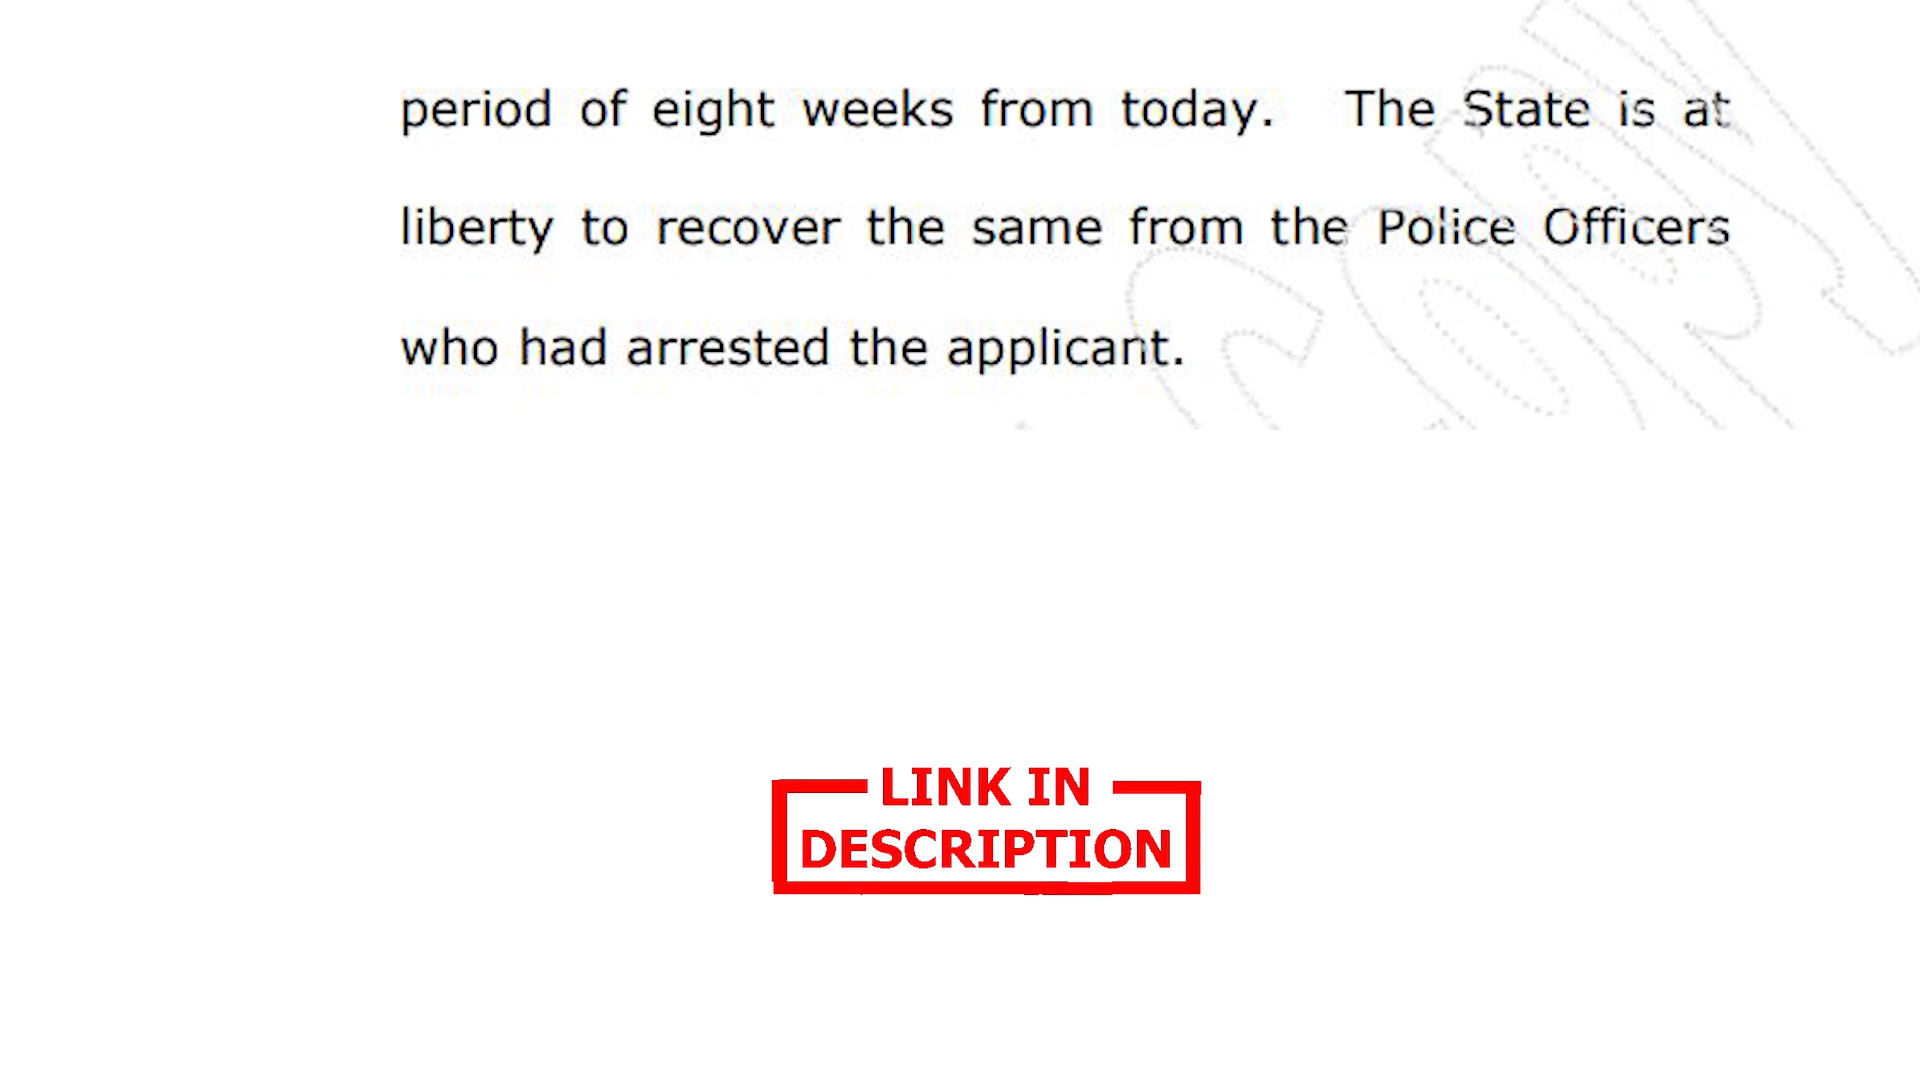 period of eight weeks from today. The State is at
liberty to recover the same from the Police Officers
who had arrested the applicant.
COPY
LINK IN
DESCRIPTION